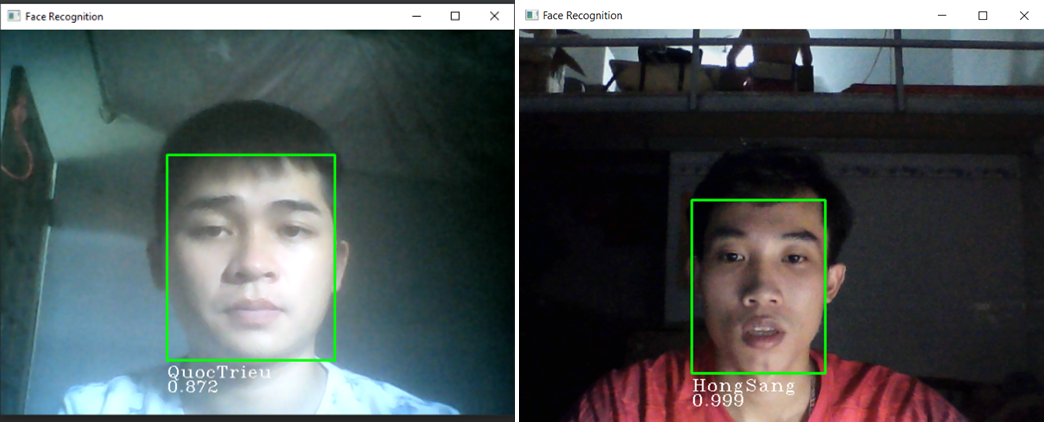 Face Recognition
QuocTrieu
0.872
Face Recognition
HongSang
0.999